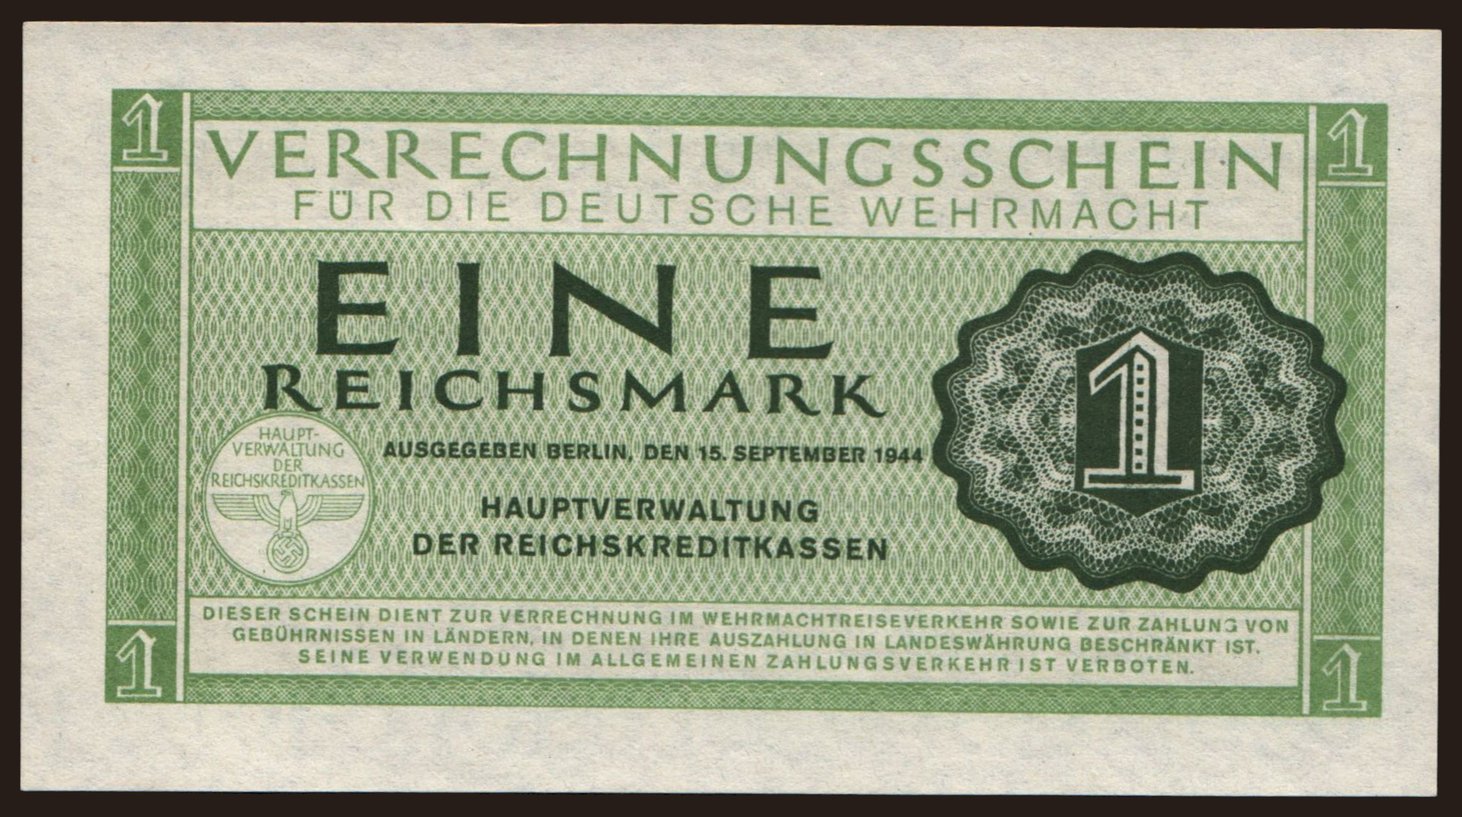 1
1
VERRECHNUNGSSCHEIN
FÜR DIE DEUTSCHE WEHRMACHT
EINE
REICHSMARK
1
HAUPT-
VERWALTUNG
DER
REICHSKREDITKASSEN
AUSGEGEBEN BERLIN, DEN 15. SEPTEMBER 1944
HAUPTVERWALTUNG
DER REICHSKREDITKASSEN
DIESER SCHEIN DIENT ZUR VERRECHNUNG IM WEHRMACHTREISEVERKEHR SOWIE ZUR ZAHLUNG VON
GEBÜHRNISSEN IN LÄNDERN, IN DENEN IHRE AUSZAHLUNG IN LANDESWÄHRUNG BESCHRÄNKT IST.
SEINE VERWENDUNG IM ALLGEMEINEN ZAHLUNGSVERKEHR IST VERBOTEN.
1
1